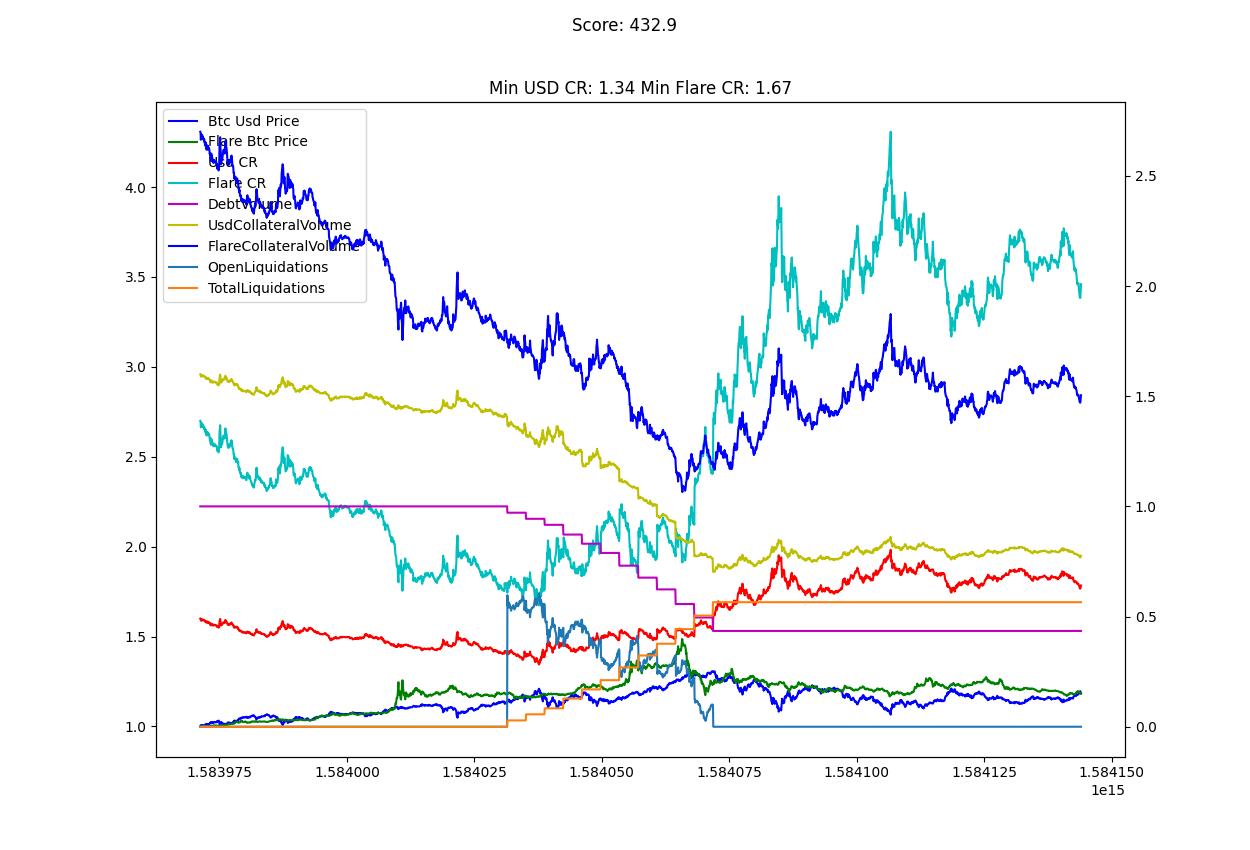 Score: 432.9
Min USD CR: 1.34 Min Flare CR: 1.67
Btc Usd Price
Flare Btc Price
Usd CR
Flare CR
DebtVolume
UsdCollateralVolume
FlareCollateralVolume
OpenLiquidations
TotalLiquidations
4.0
3.5
3.0
2.5
2.0
1.5
1.0
2.5
2.0
1.5
1.0
0.5
0.0
1.583975 1.584000 1.584025 1.584050 1.584075 1.584100 1.584125 1.584150
1e15